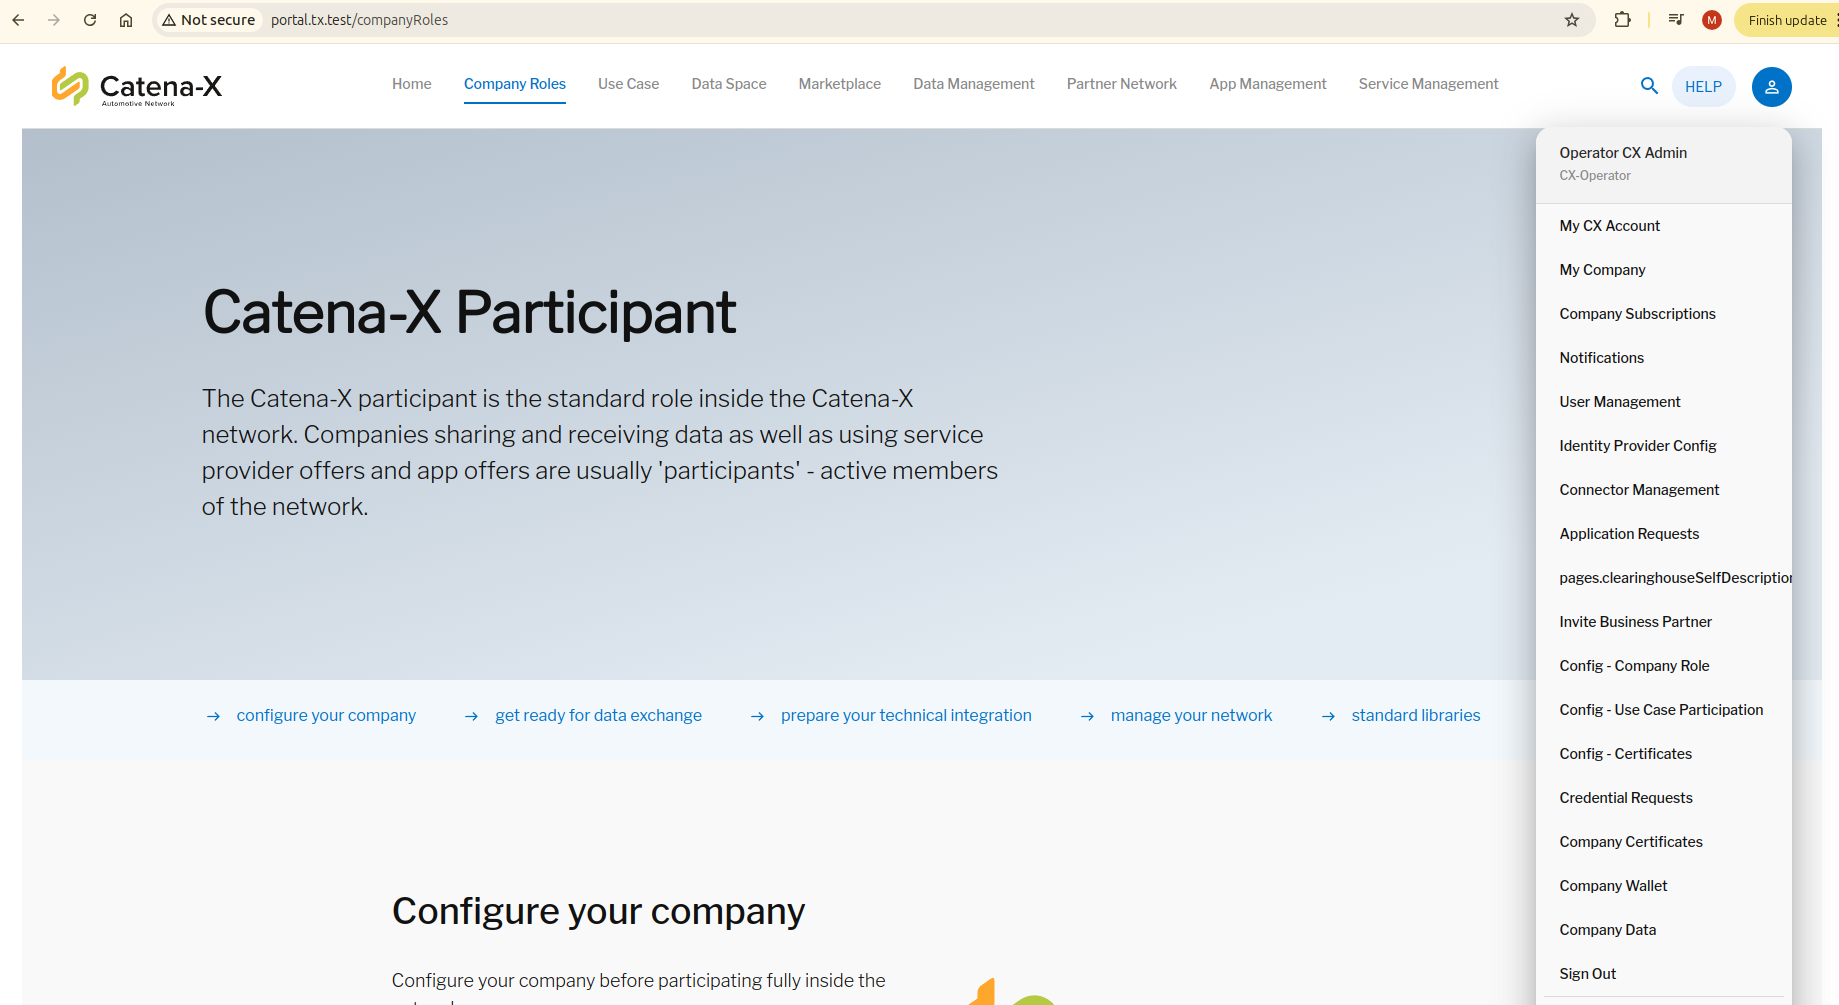 Not secure portal.tx.test/companyRoles M Finish update
Catena-X
Automotive Network
Home Company Roles Use Case Data Space Marketplace Data Management Partner Network App Management Service Management HELP
Operator CX Admin
CX-Operator
My CX Account
My Company
Company Subscriptions
Notifications
User Management
Identity Provider Config
Connector Management
Application Requests
pages.clearinghouseSelfDescription
Invite Business Partner
Config - Company Role
Config - Use Case Participation
Config - Certificates
Credential Requests
Company Certificates
Company Wallet
Company Data
Sign Out
Catena-X Participant
The Catena-X participant is the standard role inside the Catena-X
network. Companies sharing and receiving data as well as using service
provider offers and app offers are usually 'participants' - active members
of the network.
configure your company get ready for data exchange prepare your technical integration manage your network standard libraries
Configure your company
Configure your company before participating fully inside the